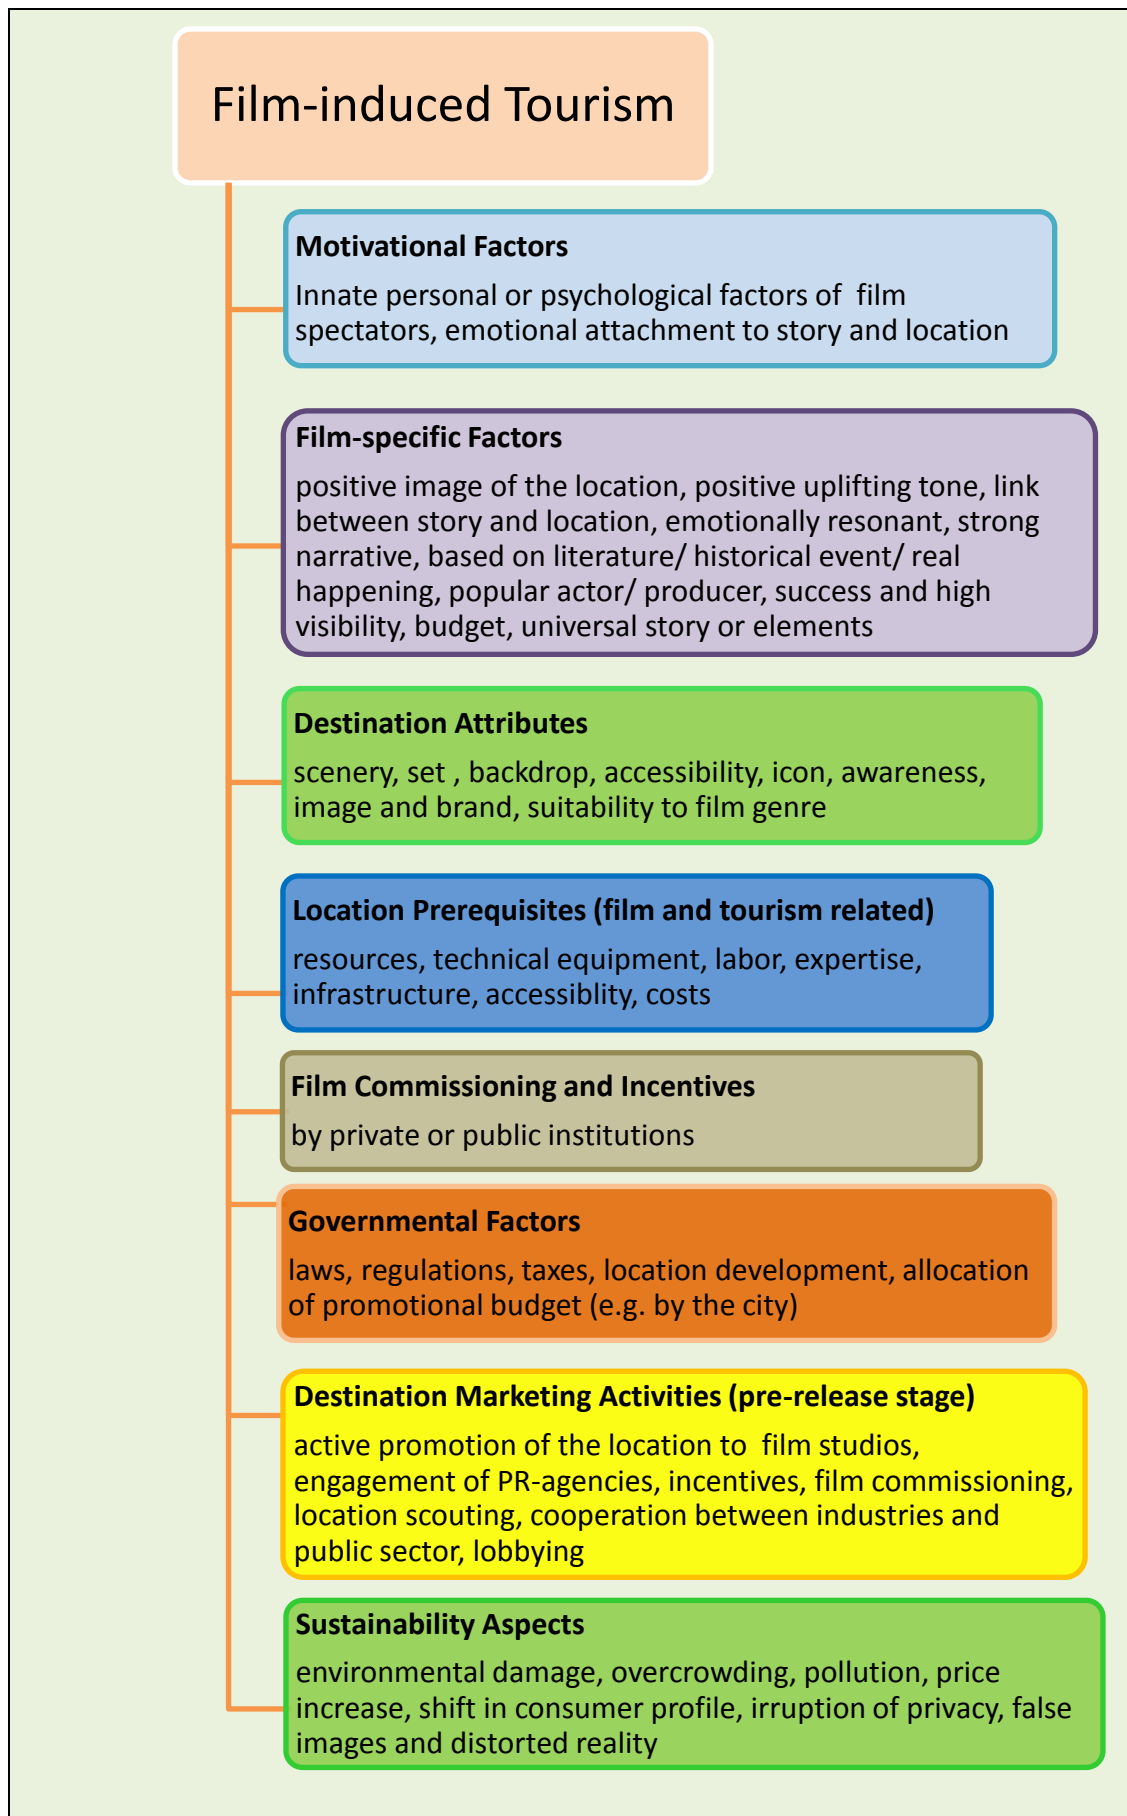 Film-induced Tourism
Motivational Factors
Innate personal or psychological factors of film
spectators, emotional attachment to story and location
Film-specific Factors
positive image of the location, positive uplifting tone, link
between story and location, emotionally resonant, strong
narrative, based on literature/ historical event/ real
happening, popular actor/ producer, success and high
visibility, budget, universal story or elements
Destination Attributes
scenery, set , backdrop, accessibility, icon, awareness,
image and brand, suitability to film genre
Location Prerequisites (film and tourism related)
resources, technical equipment, labor, expertise,
infrastructure, accessiblity, costs
Film Commissioning and Incentives
by private or public institutions
Governmental Factors
laws, regulations, taxes, location development, allocation
of promotional budget (e.g. by the city)
Destination Marketing Activities (pre-release stage)
active promotion of the location to film studios,
engagement of PR-agencies, incentives, film commissioning,
location scouting, cooperation between industries and
public sector, lobbying
Sustainability Aspects
environmental damage, overcrowding, pollution, price
increase, shift in consumer profile, irruption of privacy, false
images and distorted reality